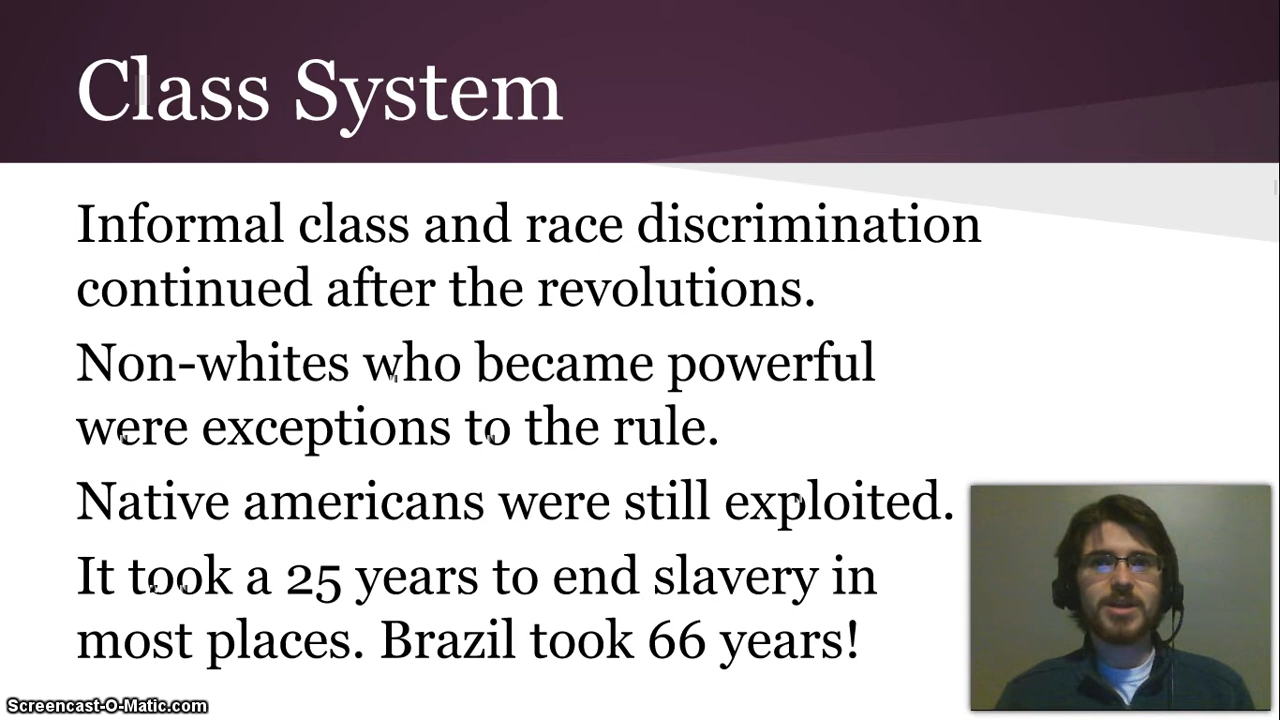 Class System
Informal class and race discrimination
continued after the revolutions.
Non-whites who became powerful
were exceptions to the rule.
Native americans were still exploited.
It took a 25 years to end slavery in
most places. Brazil took 66 years!
Screencast-O-Matic.com